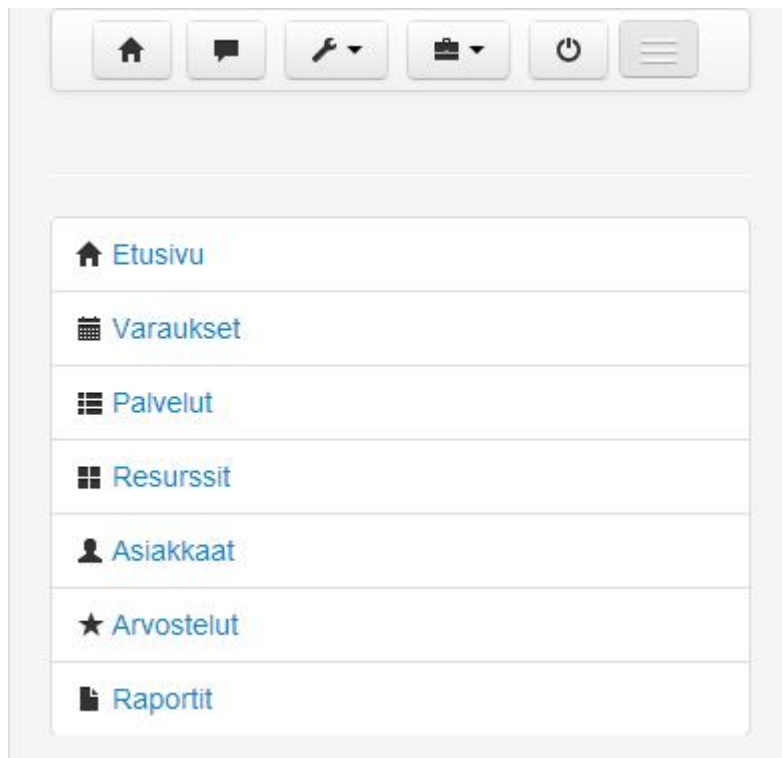 Etusivu
Varaukset
Palvelut
Resurssit
Asiakkaat
Arvostelut
Raportit